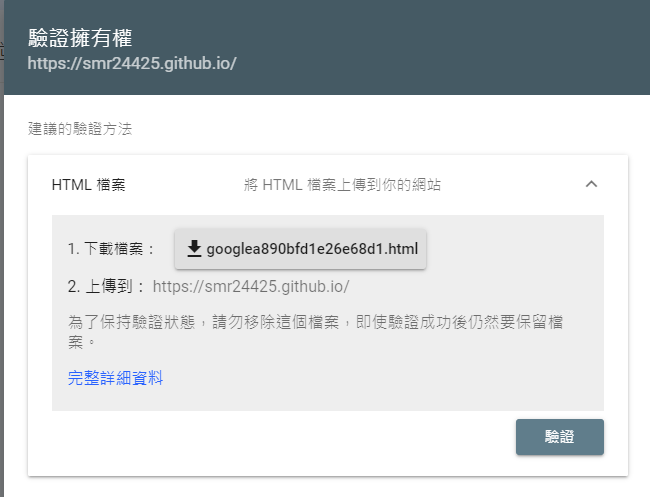 驗證擁有權
https://smr24425.github.io/
建議的驗證方法
HTML 檔案 將 HTML 檔案上傳到你的網站
1. 下載檔案： googlea890bfd1e26e68d1.html
2. 上傳到： https://smr24425.github.io/
為了保持驗證狀態，請勿移除這個檔案，即使驗證成功後仍然要保留檔
案。
完整詳細資料
驗證